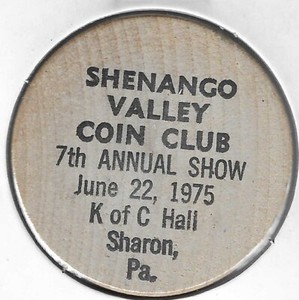 SHENANGO
VALLEY
COIN CLUB
7th ANNUAL SHOW
June 22, 1975
K of C Hall
Sharon,
Pa.